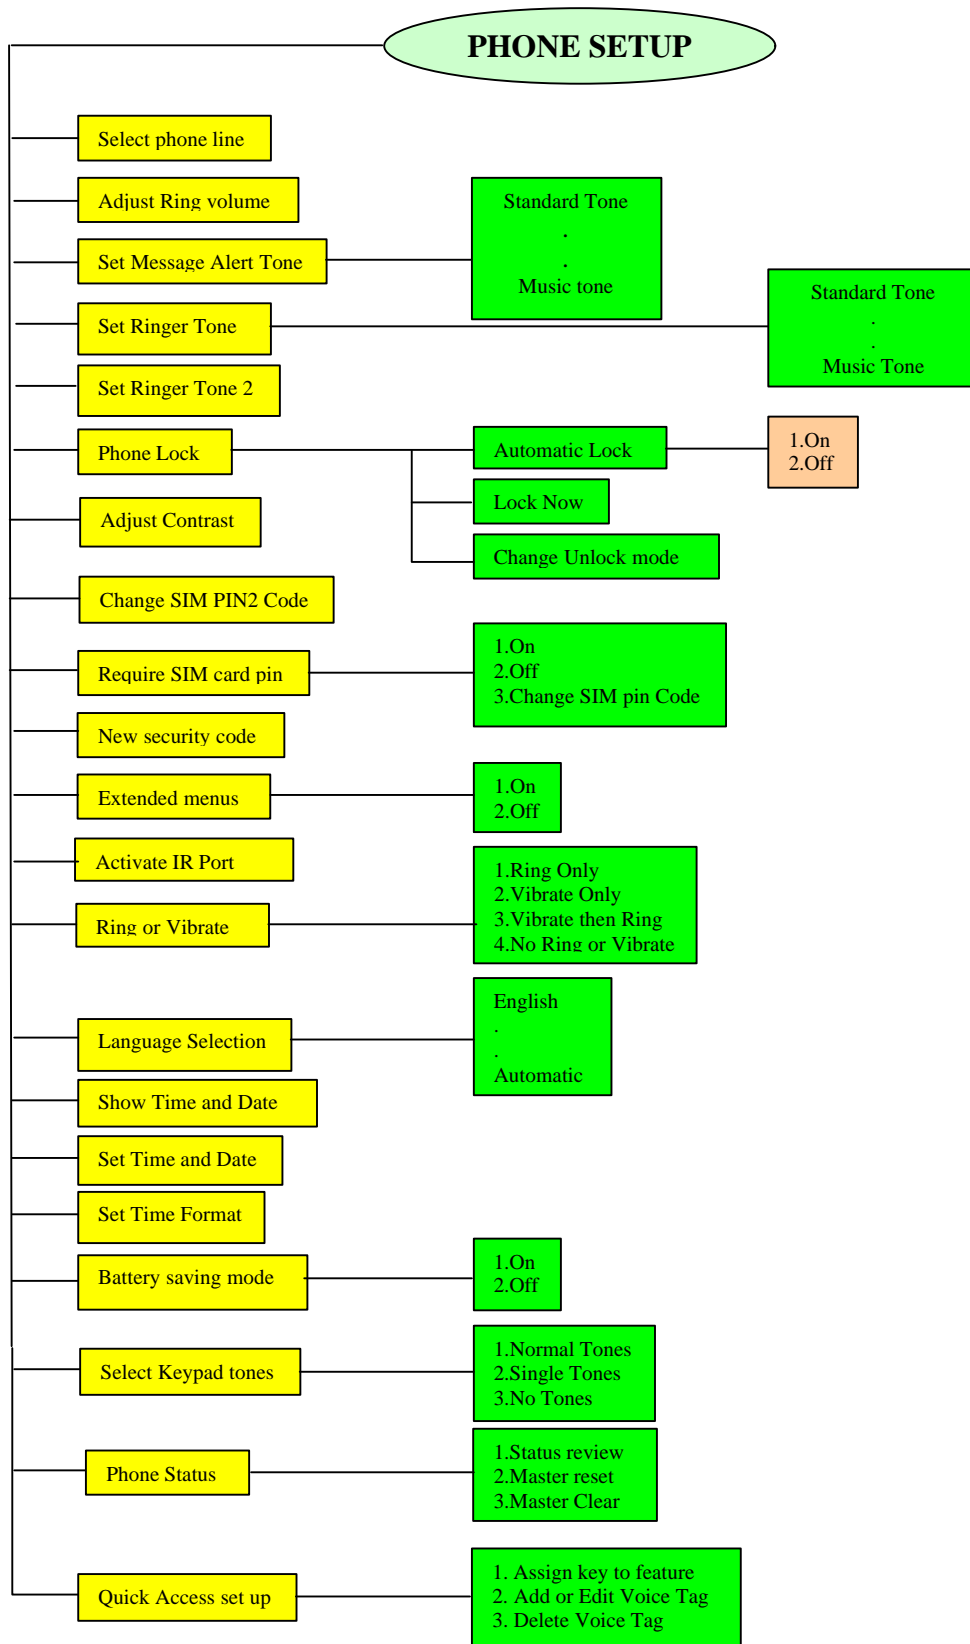 PHONE SETUP
Select phone line
Adjust Ring volume
Set Message Alert Tone
Standard Tone
.
.
Music tone
Set Ringer Tone
Standard Tone
.
.
Music Tone
Set Ringer Tone 2
Phone Lock
Automatic Lock
1.On
2.Off
Lock Now
Change Unlock mode
Adjust Contrast
Change SIM PIN2 Code
Require SIM card pin
1.On
2.Off
3.Change SIM pin Code
New security code
Extended menus
1.On
2.Off
Activate IR Port
Ring or Vibrate
1.Ring Only
2.Vibrate Only
3.Vibrate then Ring
4.No Ring or Vibrate
Language Selection
English
.
.
Automatic
Show Time and Date
Set Time and Date
Set Time Format
Battery saving mode
1.On
2.Off
Select Keypad tones
1.Normal Tones
2.Single Tones
3.No Tones
Phone Status
1.Status review
2.Master reset
3.Master Clear
Quick Access set up
1. Assign key to feature
2. Add or Edit Voice Tag
3. Delete Voice Tag